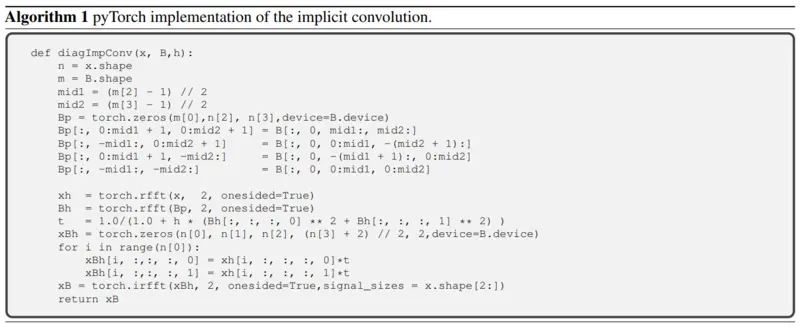 Algorithm 1 pyTorch implementation of the implicit convolution.
def diagImpConv(x, B,h):
    n = x.shape
    m = B.shape
    mid1 = (m[2] - 1) // 2
    mid2 = (m[3] - 1) // 2
    Bp = torch.zeros(m[0],n[2], n[3],device=B.device)
    Bp[:, 0:mid1 + 1, 0:mid2 + 1] = B[:, 0, mid1:, mid2:]
    Bp[:, -mid1:, 0:mid2 + 1]     = B[:, 0, 0:mid1, -(mid2 + 1):]
    Bp[:, 0:mid1 + 1, -mid2:]     = B[:, 0, -(mid1 + 1):, 0:mid2]
    Bp[:, -mid1:, -mid2:]         = B[:, 0, 0:mid1, 0:mid2]
    xh  = torch.rfft(x, 2, onesided=True)
    Bh  = torch.rfft(Bp, 2, onesided=True)
    t   = 1.0/(1.0 + h * (Bh[:, :, :, 0] ** 2 + Bh[:, :, :, 1] ** 2) )
    xBh = torch.zeros(n[0], n[1], n[2], (n[3] + 2) // 2, 2,device=B.device)
    for i in range(n[0]):
        xBh[i, :,:, :, 0] = xh[i, :, :, :, 0]*t
        xBh[i, :,:, :, 1] = xh[i, :, :, :, 1]*t
    xB = torch.irfft(xBh, 2, onesided=True,signal_sizes = x.shape[2:])
    return xB